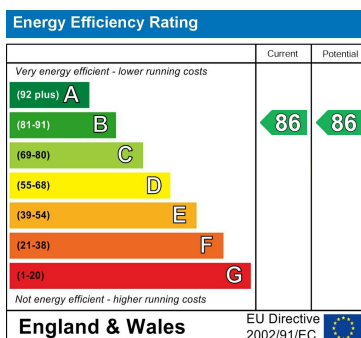 Energy Efficiency Rating
Current Potential
Very energy efficient - lower running costs
(92 plus) A
(81-91) B 86 86
(69-80) C
(55-68) D
(39-54) E
(21-38) F
(1-20) G
Not energy efficient - higher running costs
England & Wales
EU Directive
2002/91/EC